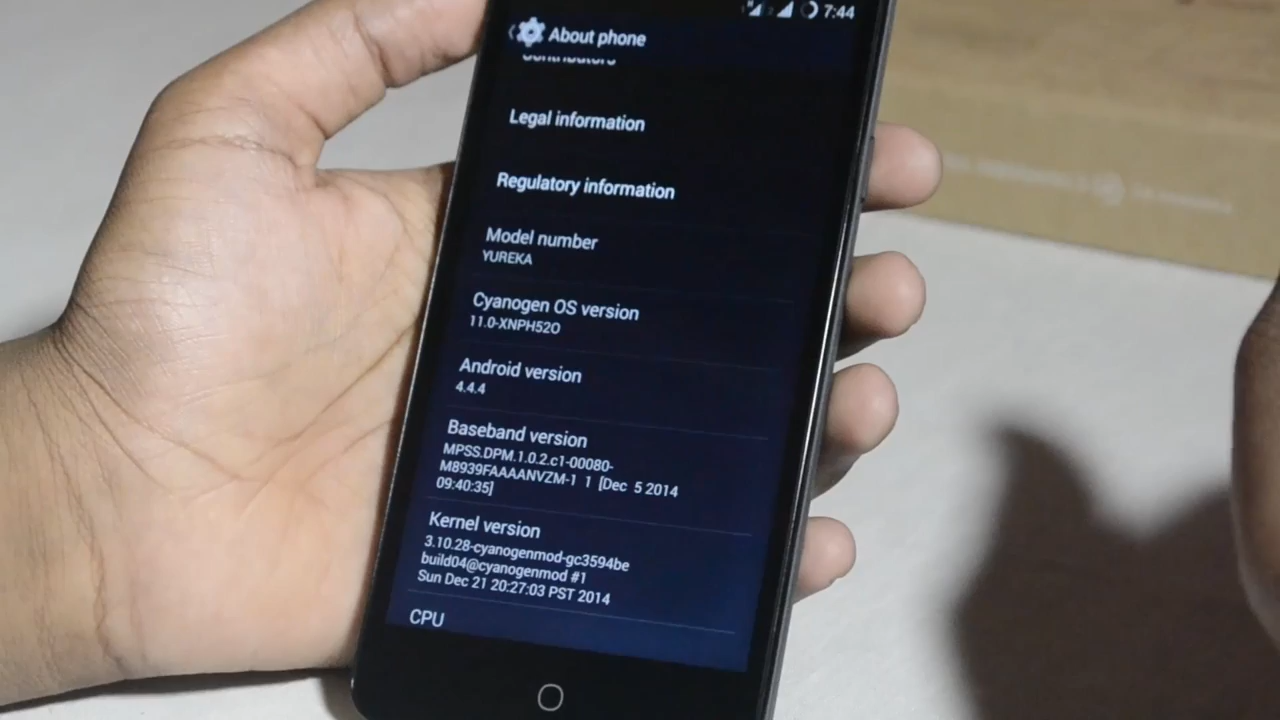 7:44
About phone
Contributors
Legal information
Regulatory information
Model number
YUREKA
Cyanogen OS version
11.0-XNPH52O
Android version
4.4.4
Baseband version
MPSS.DPM.1.0.2.c1-00080-
M8939FAAAANVZM-1 1 [Dec 5 2014
09:40:35]
Kernel version
3.10.28-cyanogenmod-gc3594be
build04@cyanogenmod #1
Sun Dec 21 20:27:03 PST 2014
CPU